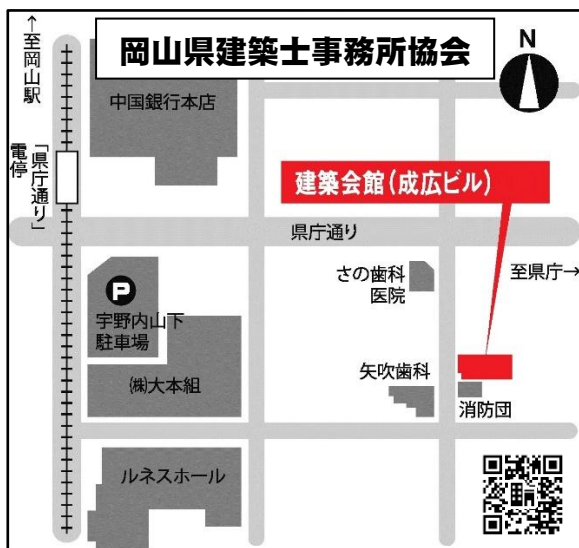 岡山県建築士事務所協会
↑至岡山駅
N
中国銀行本店
「県庁通り」
電停
建築会館(成広ビル)
県庁通り
さの歯科
医院
至県庁→
P
宇野内山下
駐車場
矢吹歯科
㈱大本組
消防団
ルネスホール